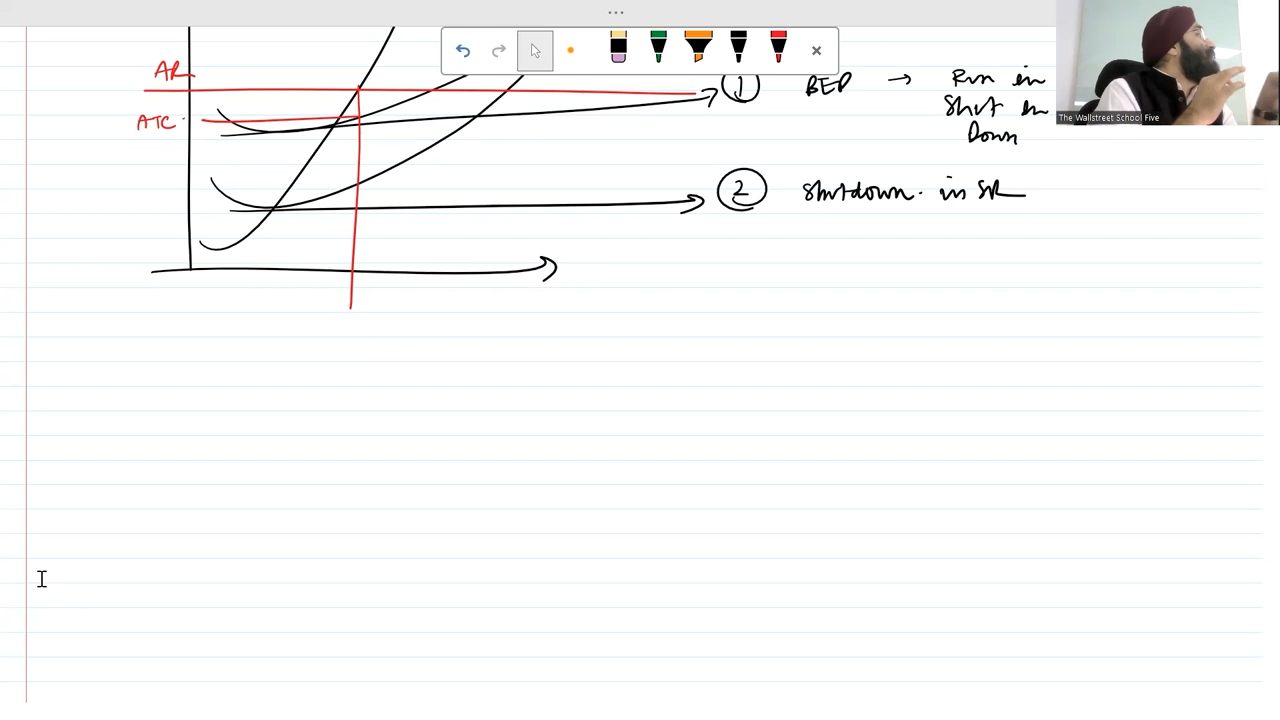 AR
ATC
1 BEP → Run in
Shut in
Down
The Wallstreet School Five
2 Shutdown. in SR